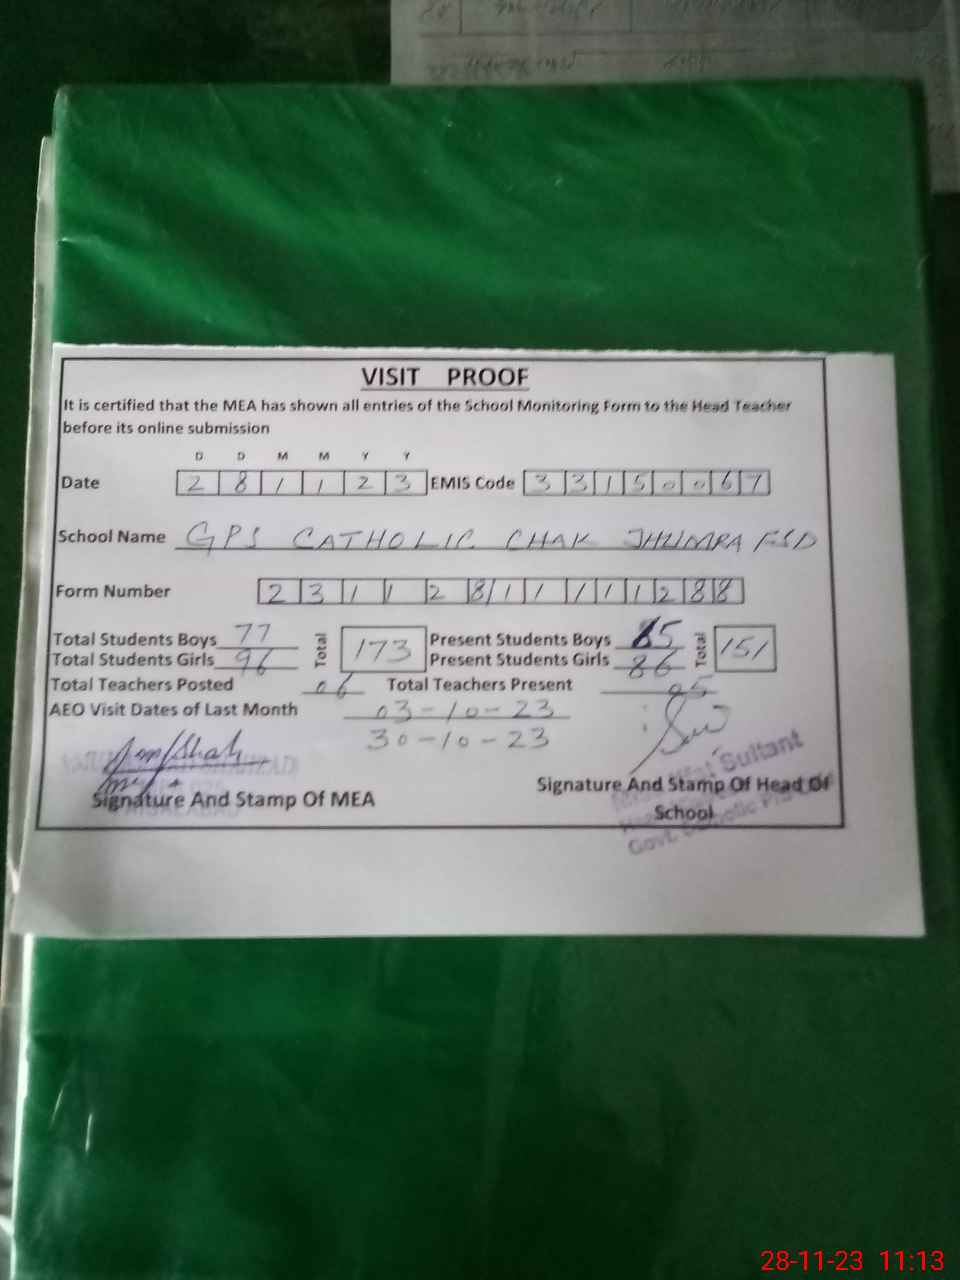 VISIT PROOF
It is certified that the MEA has shown all entries of the School Monitoring Form to the Head Teacher
before its online submission
D D M M Y Y
Date 2 8 1 1 2 3 EMIS Code 3 3 1 5 0 0 6 7
School Name GPS CATHOLIC CHAK JHUMRA FSD
Form Number 2 3 1 1 2 8 1 1 1 1 1 2 8 8
Total Students Boys 77 Total 173 Present Students Boys 65 Total 151
Total Students Girls 96 Present Students Girls 86
Total Teachers Posted 06 Total Teachers Present 05
AEO Visit Dates of Last Month 03-10-23
30-10-23
Signature And Stamp Of MEA
Signature And Stamp Of Head Of
School
Sultant
Govt. Catholic
28-11-23 11:13